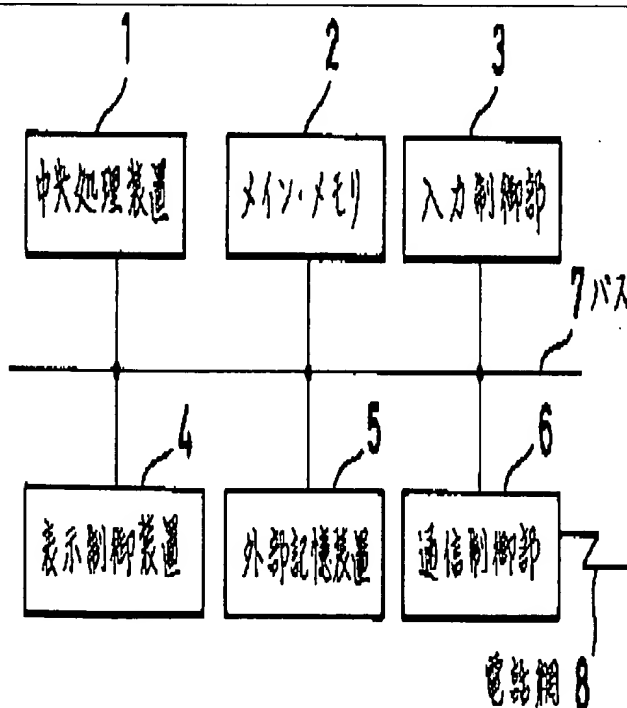 1 2 3
中央処理装置 メイン・メモリ 入力制御部
7 バス
4 5 6
表示制御装置 外部記憶装置 通信制御部
電話網 8